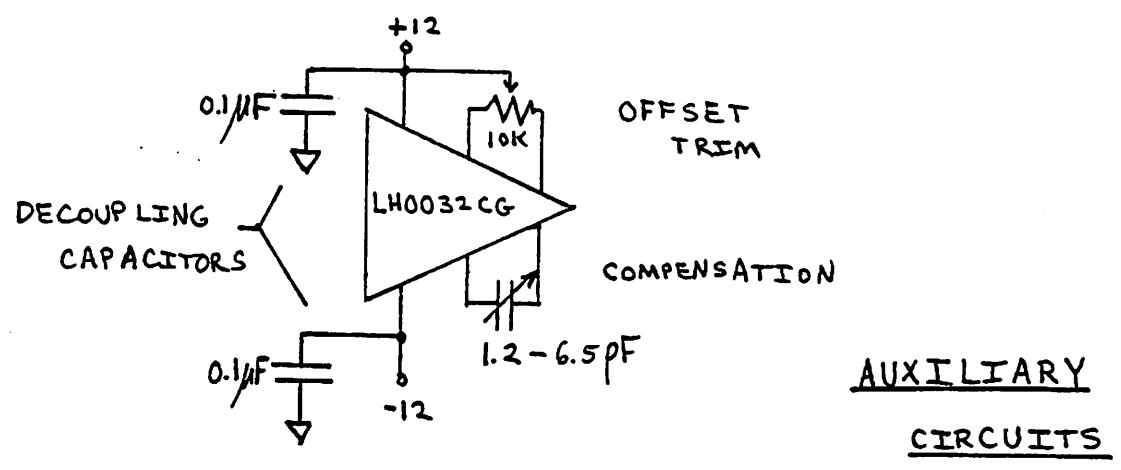 +12
0.1μF
10K
OFFSET
TRIM
LH0032CG
DECOUPLING
CAPACITORS
COMPENSATION
1.2-6.5pF
0.1μF
-12
AUXILIARY
CIRCUITS